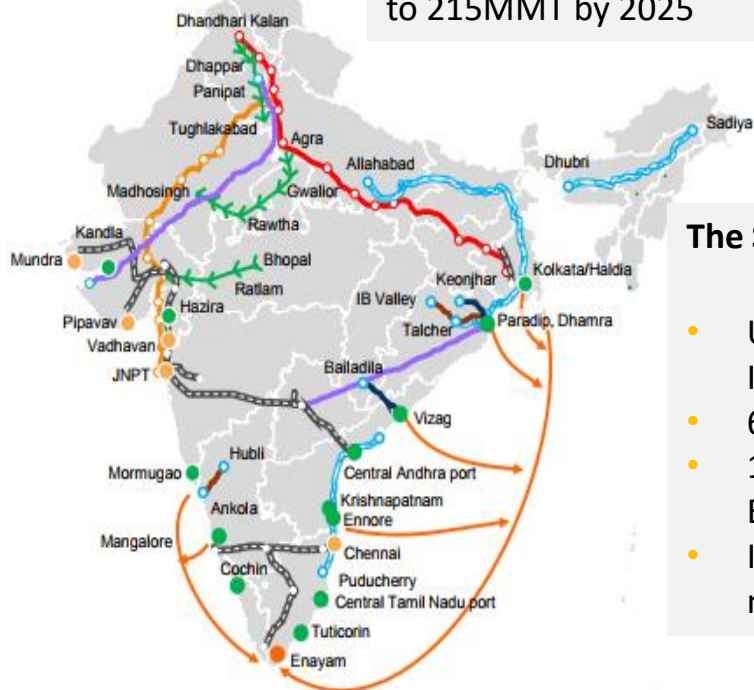 to 215MMT by 2025
Dhandhari Kalan
Dhappar
Panipat
Tughlakabad
Agra
Allahabad
Dhubri
Sadiya
Madhosingh
Gwalior
Rawtha
Kandla
Mundra
Bhopal
Ratlam
Keonjhar
Kolkata/Haldia
IB Valley
Hazira
Pipavav
Talcher
Paradip, Dhamra
Vadhavan
Bailadila
JNPT
Vizag
Hubli
Mormugao
Central Andhra port
Ankola
Krishnapatnam
Ennore
Mangalore
Chennai
Cochin
Puducherry
Central Tamil Nadu port
Tuticorin
Enayam
The